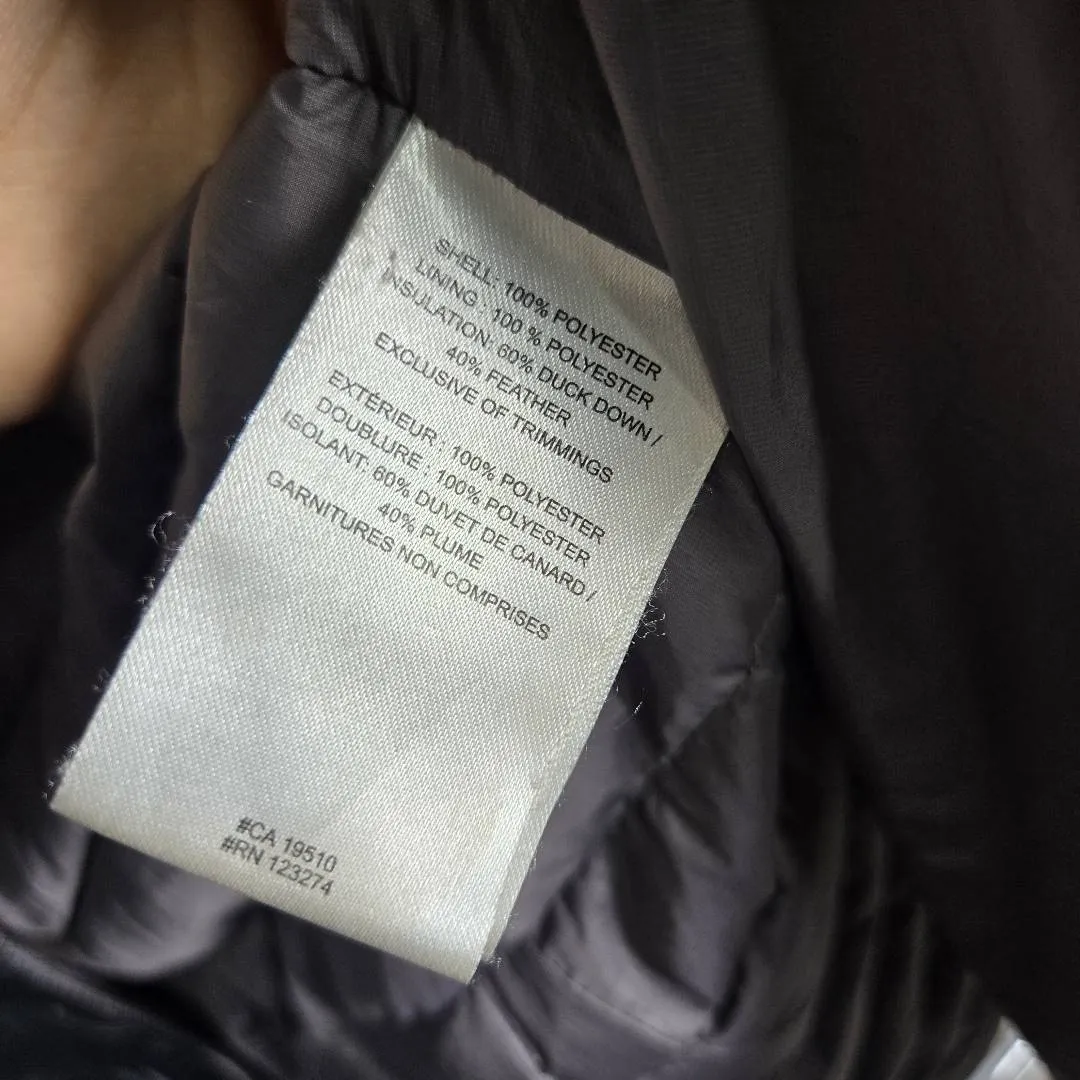 SHELL: 100% POLYESTER
LINING : 100 % POLYESTER
INSULATION: 60% DUCK DOWN /
40% FEATHER
EXCLUSIVE OF TRIMMINGS
EXTÉRIEUR : 100% POLYESTER
DOUBLURE : 100% POLYESTER
ISOLANT: 60% DUVET DE CANARD /
40% PLUME
GARNITURES NON COMPRISES
#CA 19510
#RN 123274